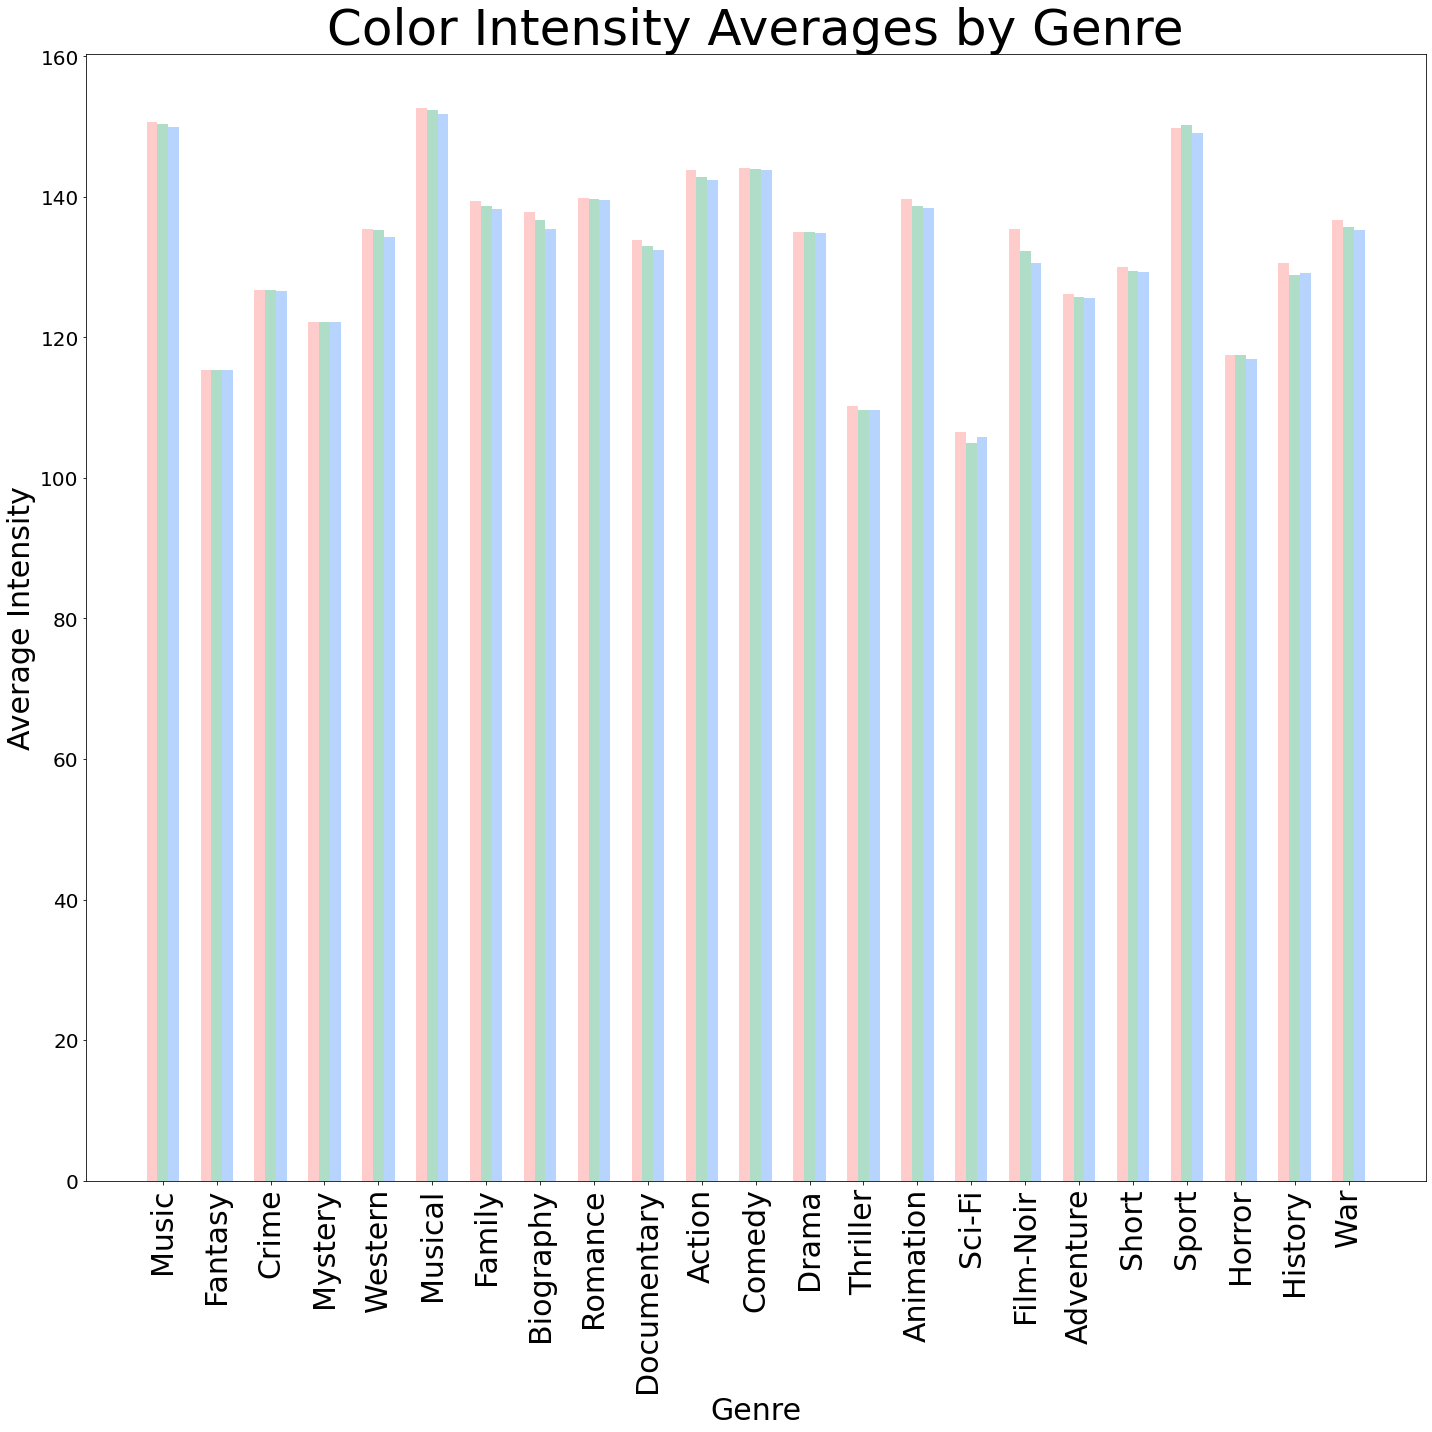 Color Intensity Averages by Genre
160
140
120
100
80
60
40
20
0
Average Intensity
Music
Fantasy
Crime
Mystery
Western
Musical
Family
Biography
Romance
Documentary
Action
Comedy
Drama
Thriller
Animation
Sci-Fi
Film-Noir
Adventure
Short
Sport
Horror
History
War
Genre